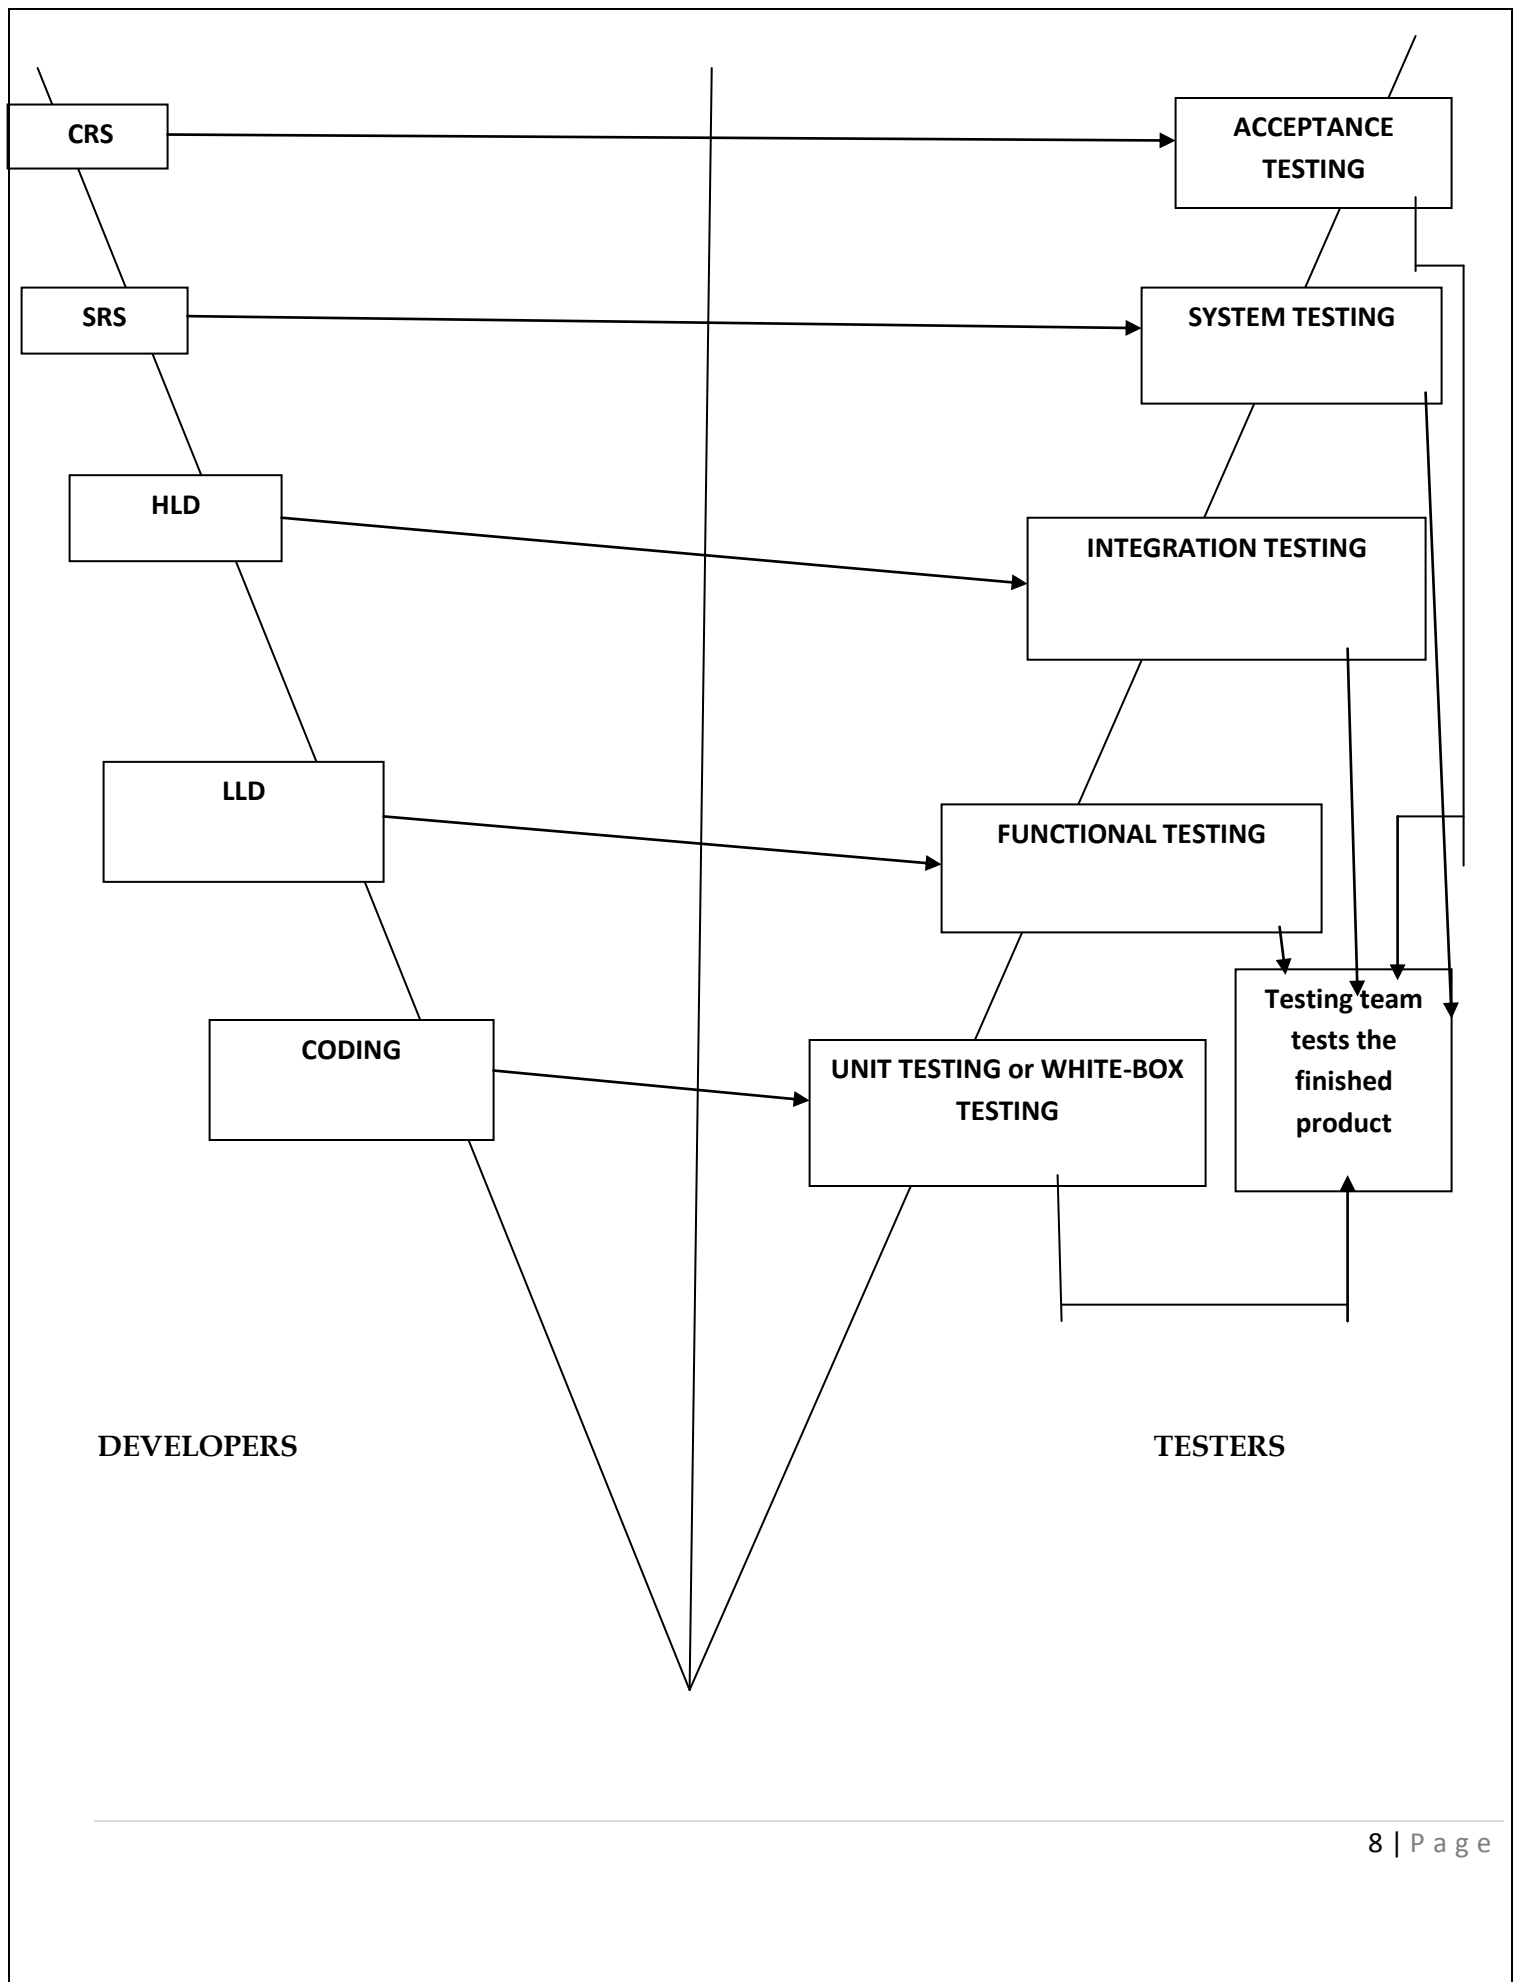 CRS
ACCEPTANCE
TESTING
SRS
SYSTEM TESTING
HLD
INTEGRATION TESTING
LLD
FUNCTIONAL TESTING
CODING
UNIT TESTING or WHITE-BOX
TESTING
Testing team
tests the
finished
product
DEVELOPERS
TESTERS
8 | P a g e